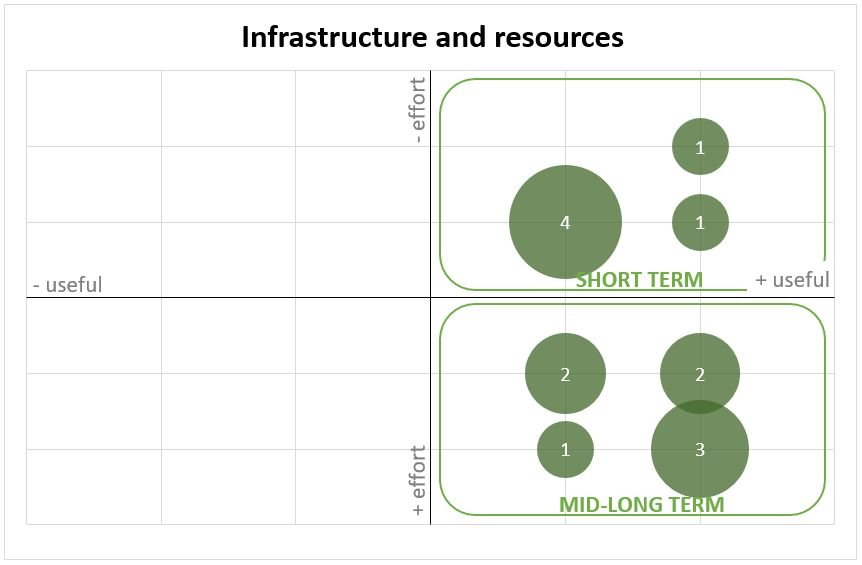 Infrastructure and resources
- effort
1
4
1
SHORT TERM
- useful
+ useful
2
2
1
3
+ effort
MID-LONG TERM